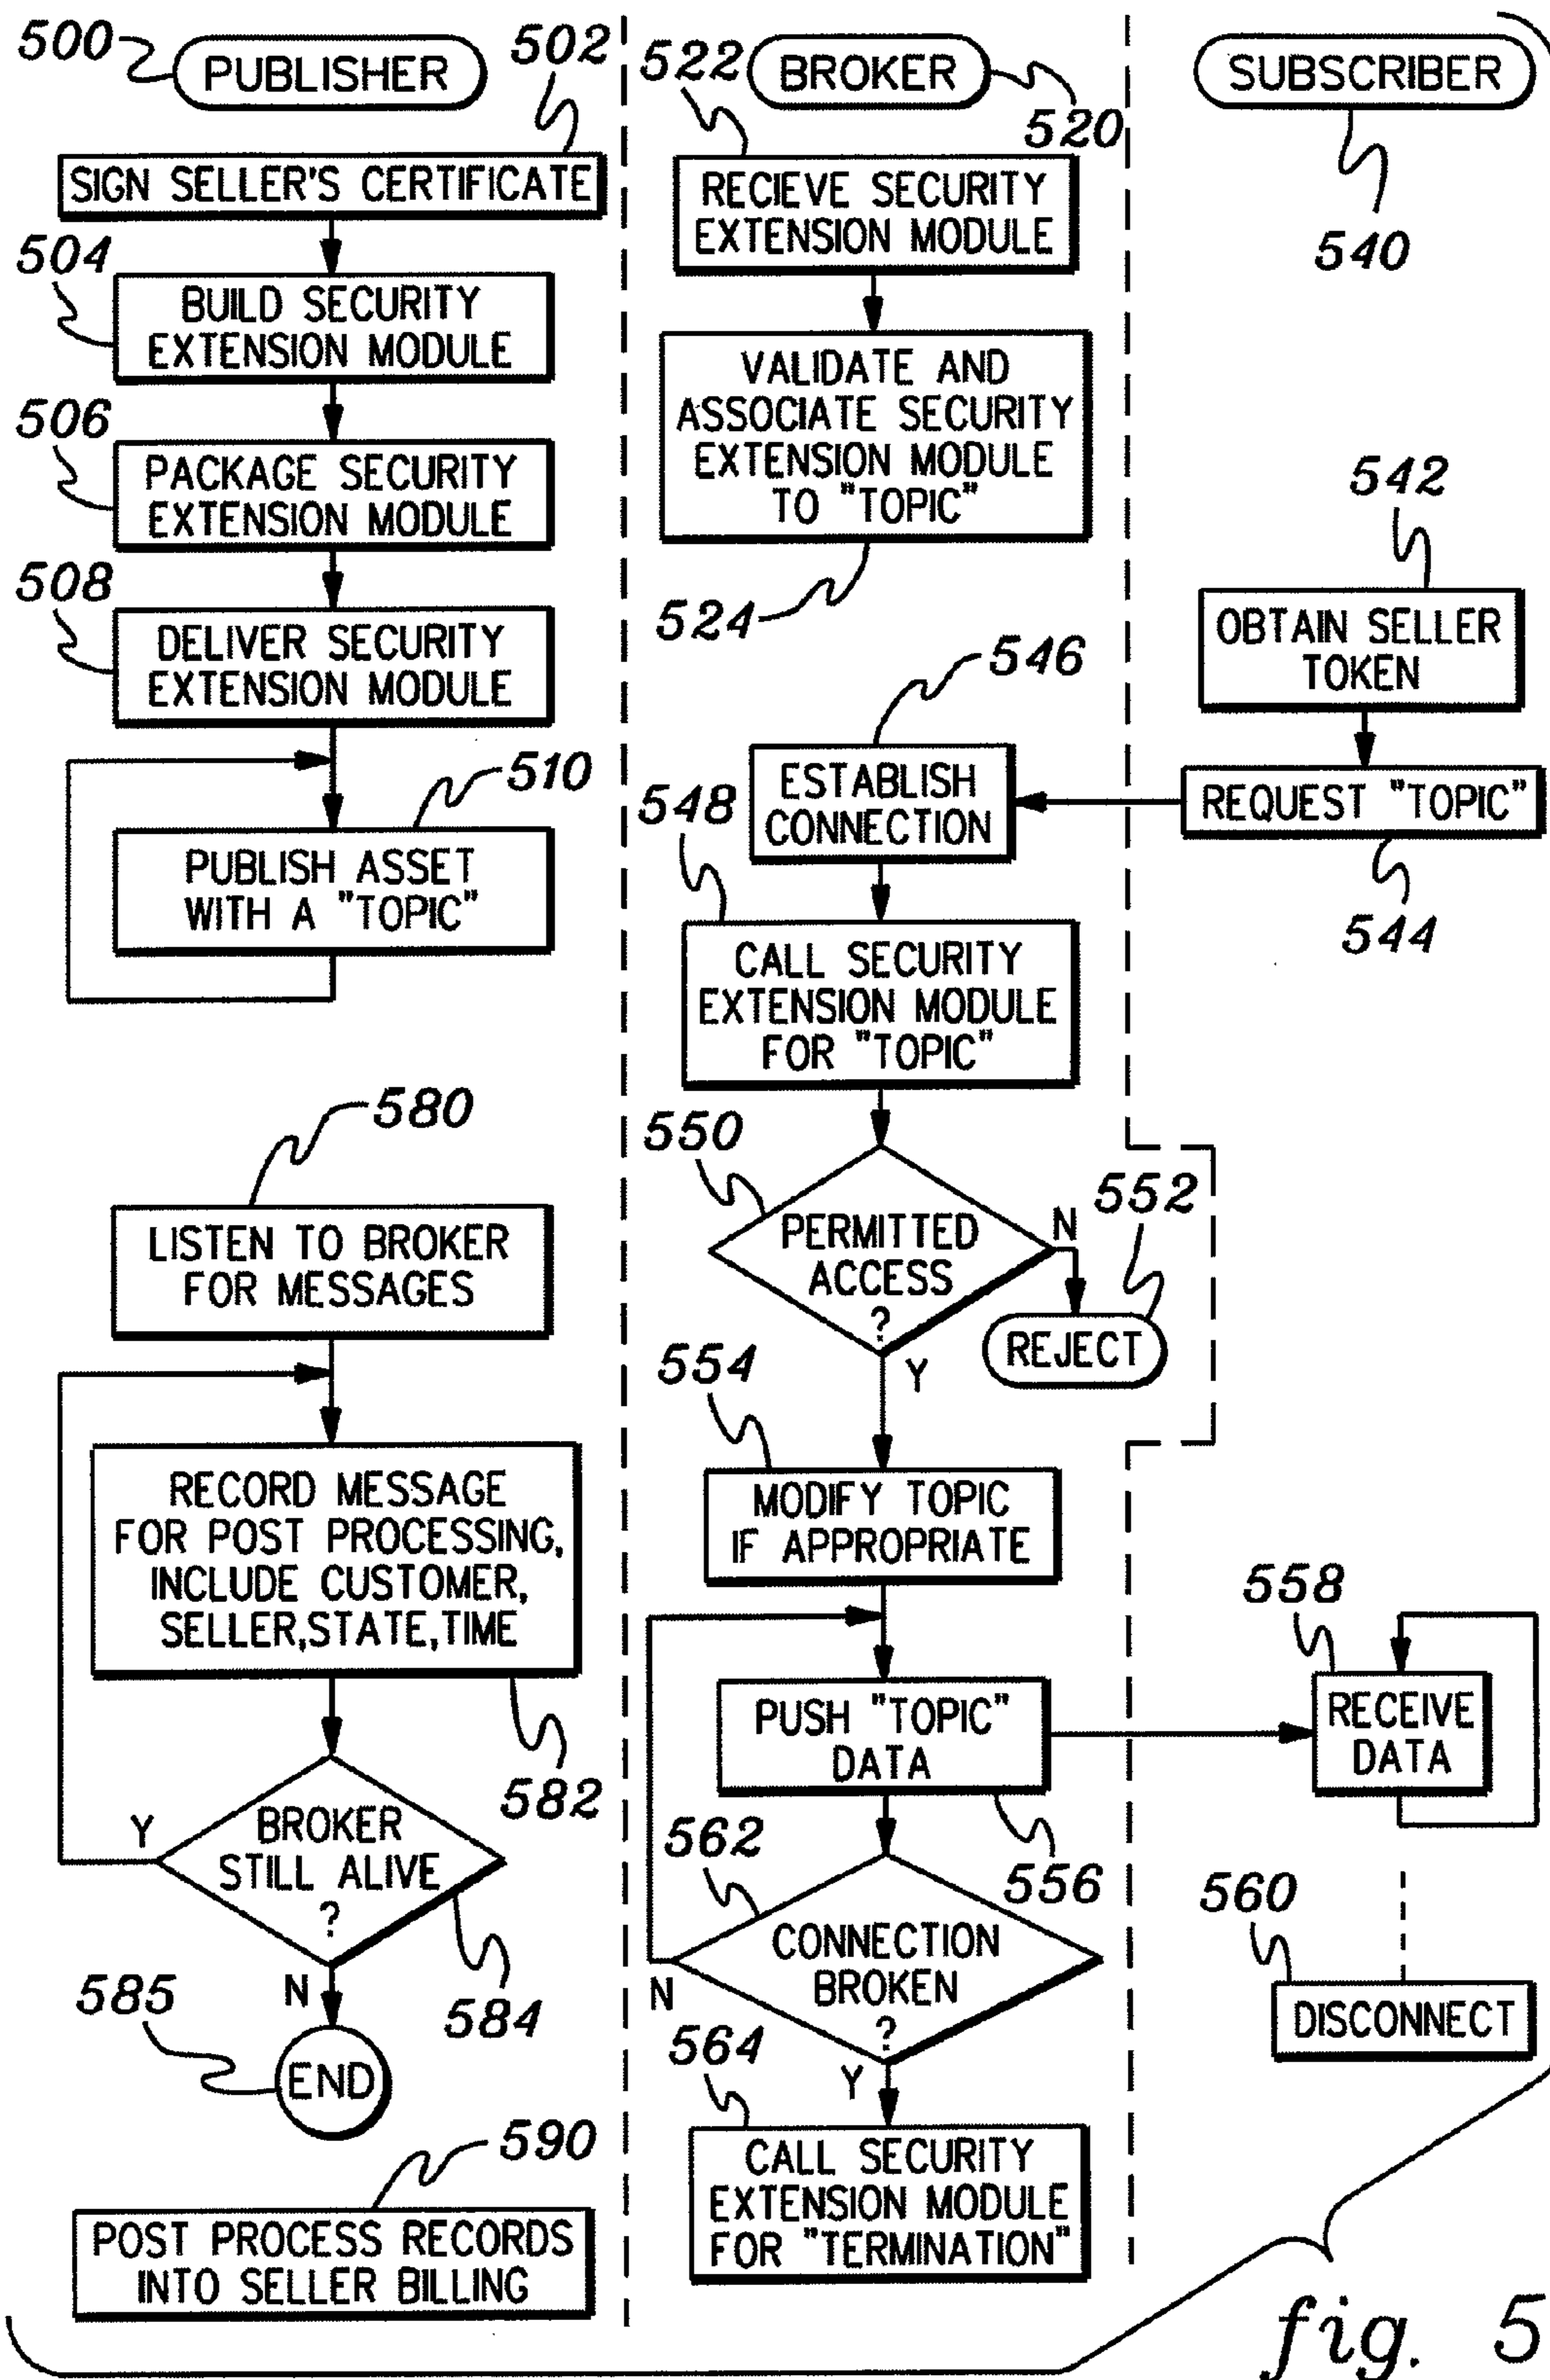 500
PUBLISHER
502
SIGN SELLER'S CERTIFICATE
504
BUILD SECURITY
EXTENSION MODULE
506
PACKAGE SECURITY
EXTENSION MODULE
508
DELIVER SECURITY
EXTENSION MODULE
510
PUBLISH ASSET
WITH A "TOPIC"
580
LISTEN TO BROKER
FOR MESSAGES
RECORD MESSAGE
FOR POST PROCESSING,
INCLUDE CUSTOMER,
SELLER,STATE,TIME
582
Y
BROKER
STILL ALIVE
?
584
N
585
END
590
POST PROCESS RECORDS
INTO SELLER BILLING
522
BROKER
520
RECIEVE SECURITY
EXTENSION MODULE
VALIDATE AND
ASSOCIATE SECURITY
EXTENSION MODULE
TO "TOPIC"
524
546
ESTABLISH
CONNECTION
548
CALL SECURITY
EXTENSION MODULE
FOR "TOPIC"
550
PERMITTED
ACCESS
?
N
552
REJECT
Y
554
MODIFY TOPIC
IF APPROPRIATE
PUSH "TOPIC"
DATA
556
562
CONNECTION
BROKEN
?
N
Y
564
CALL SECURITY
EXTENSION MODULE
FOR "TERMINATION"
SUBSCRIBER
540
542
OBTAIN SELLER
TOKEN
REQUEST "TOPIC"
544
558
RECEIVE
DATA
560
DISCONNECT
fig. 5